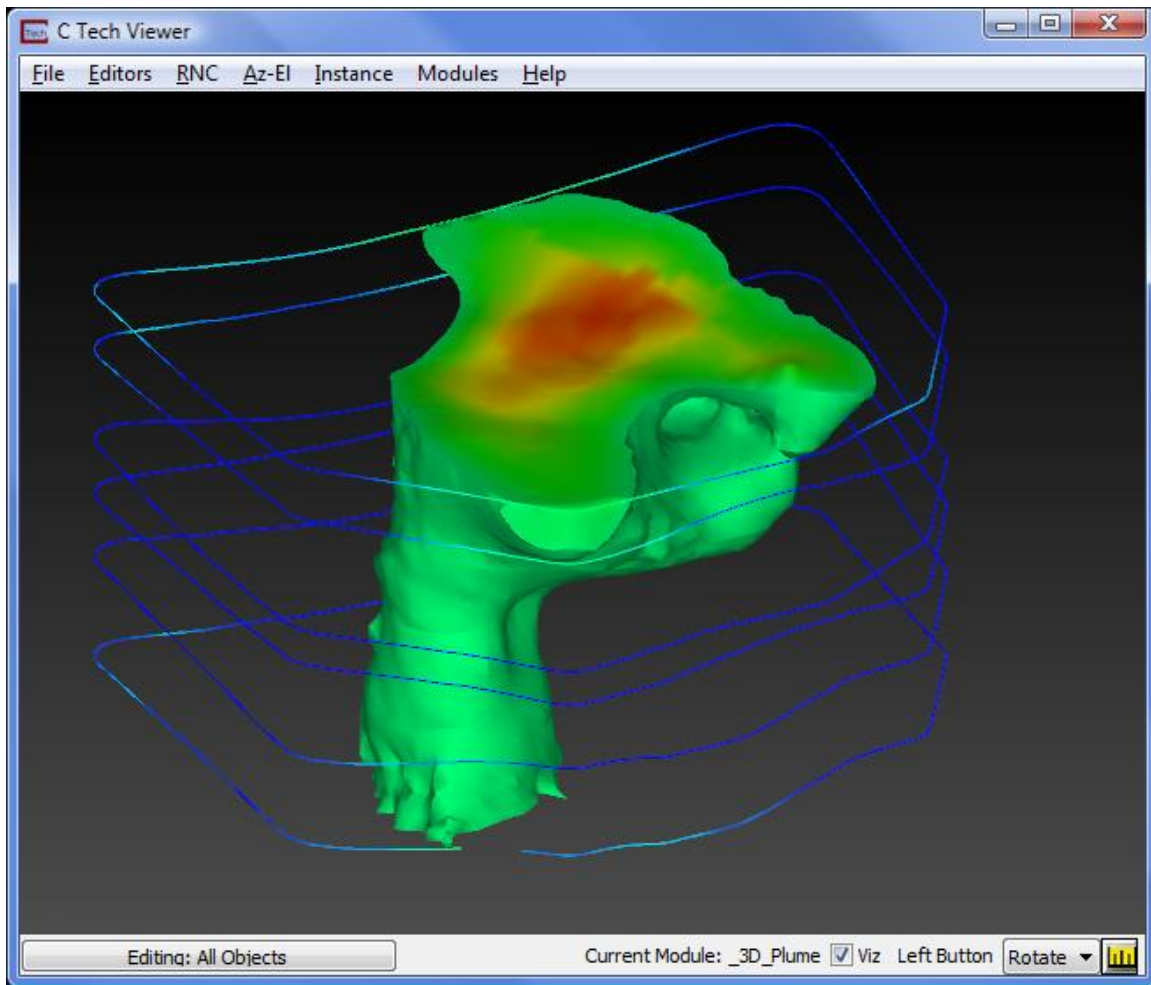 Tech C Tech Viewer
File Editors RNC Az-El Instance Modules Help
Editing: All Objects Current Module: _3D_Plume Viz Left Button Rotate